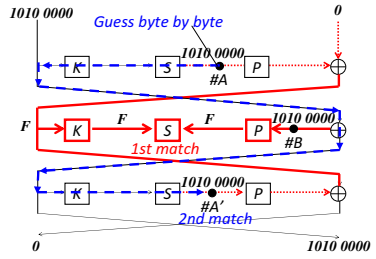 1010 0000 0
Guess byte by byte
1010 0000
K S P
#A
F F F 1010 0000
K S P
1st match #B
1010 0000
K S P
#A′
2nd match
0 1010 0000